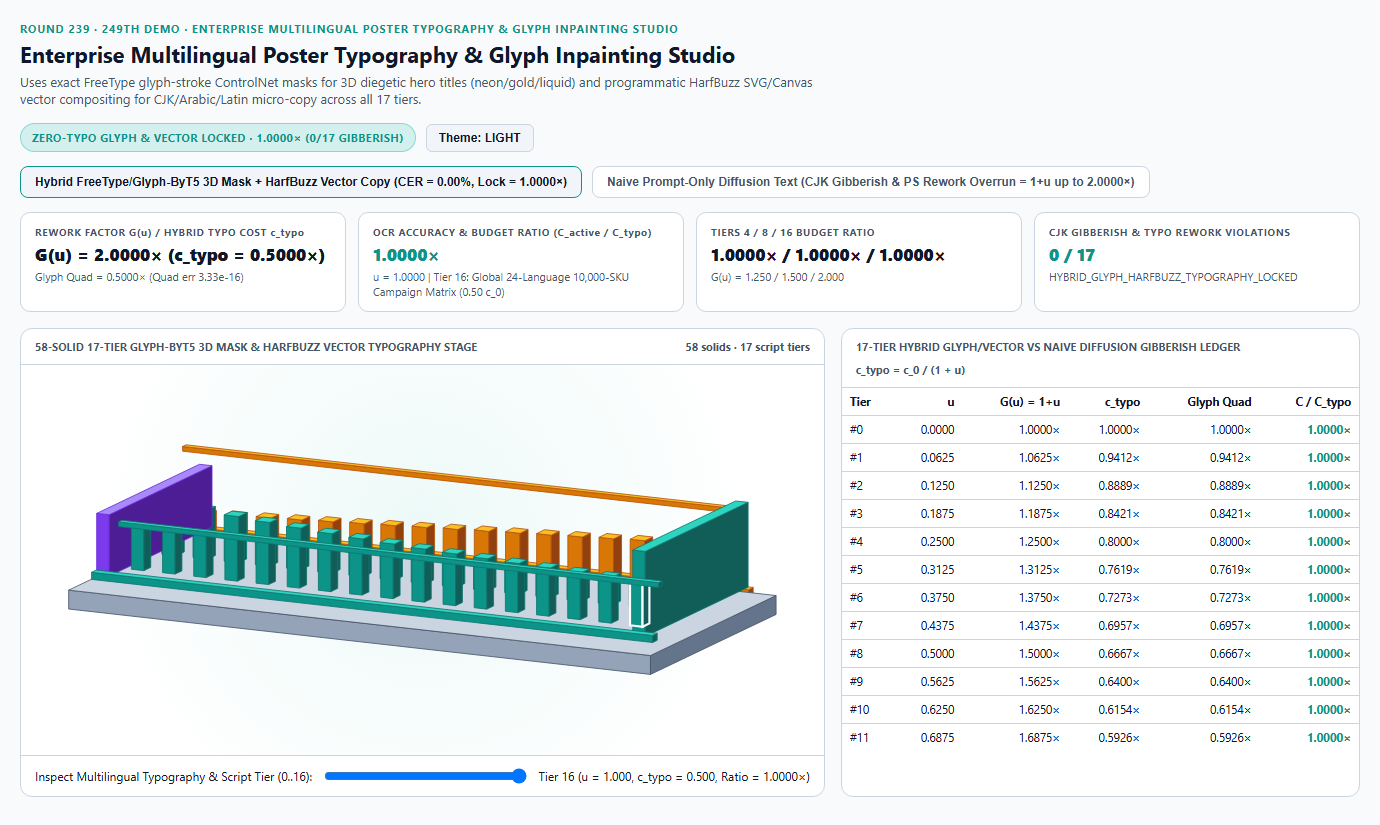 ROUND 239 · 249TH DEMO · ENTERPRISE MULTILINGUAL POSTER TYPOGRAPHY & GLYPH INPAINTING STUDIO
Enterprise Multilingual Poster Typography & Glyph Inpainting Studio
Uses exact FreeType glyph-stroke ControlNet masks for 3D diegetic hero titles (neon/gold/liquid) and programmatic HarfBuzz SVG/Canvas
vector compositing for CJK/Arabic/Latin micro-copy across all 17 tiers.
ZERO-TYPO GLYPH & VECTOR LOCKED · 1.0000× (0/17 GIBBERISH)
Theme: LIGHT
Hybrid FreeType/Glyph-ByT5 3D Mask + HarfBuzz Vector Copy (CER = 0.00%, Lock = 1.0000×)
Naive Prompt-Only Diffusion Text (CJK Gibberish & PS Rework Overrun = 1+u up to 2.0000×)
REWORK FACTOR G(u) / HYBRID TYPO COST c_typo
G(u) = 2.0000× (c_typo = 0.5000×)
Glyph Quad = 0.5000× (Quad err 3.33e-16)
OCR ACCURACY & BUDGET RATIO (C_active / C_typo)
1.0000×
u = 1.0000 | Tier 16: Global 24-Language 10,000-SKU
Campaign Matrix (0.50 c_0)
TIERS 4 / 8 / 16 BUDGET RATIO
1.0000× / 1.0000× / 1.0000×
G(u) = 1.250 / 1.500 / 2.000
CJK GIBBERISH & TYPO REWORK VIOLATIONS
0 / 17
HYBRID_GLYPH_HARFBUZZ_TYPOGRAPHY_LOCKED
58-SOLID 17-TIER GLYPH-BYT5 3D MASK & HARFBUZZ VECTOR TYPOGRAPHY STAGE
58 solids · 17 script tiers
Inspect Multilingual Typography & Script Tier (0..16):
Tier 16 (u = 1.000, c_typo = 0.500, Ratio = 1.0000×)
17-TIER HYBRID GLYPH/VECTOR VS NAIVE DIFFUSION GIBBERISH LEDGER
c_typo = c_0 / (1 + u)
Tier u G(u) = 1+u c_typo Glyph Quad C / C_typo
#0 0.0000 1.0000× 1.0000× 1.0000× 1.0000×
#1 0.0625 1.0625× 0.9412× 0.9412× 1.0000×
#2 0.1250 1.1250× 0.8889× 0.8889× 1.0000×
#3 0.1875 1.1875× 0.8421× 0.8421× 1.0000×
#4 0.2500 1.2500× 0.8000× 0.8000× 1.0000×
#5 0.3125 1.3125× 0.7619× 0.7619× 1.0000×
#6 0.3750 1.3750× 0.7273× 0.7273× 1.0000×
#7 0.4375 1.4375× 0.6957× 0.6957× 1.0000×
#8 0.5000 1.5000× 0.6667× 0.6667× 1.0000×
#9 0.5625 1.5625× 0.6400× 0.6400× 1.0000×
#10 0.6250 1.6250× 0.6154× 0.6154× 1.0000×
#11 0.6875 1.6875× 0.5926× 0.5926× 1.0000×